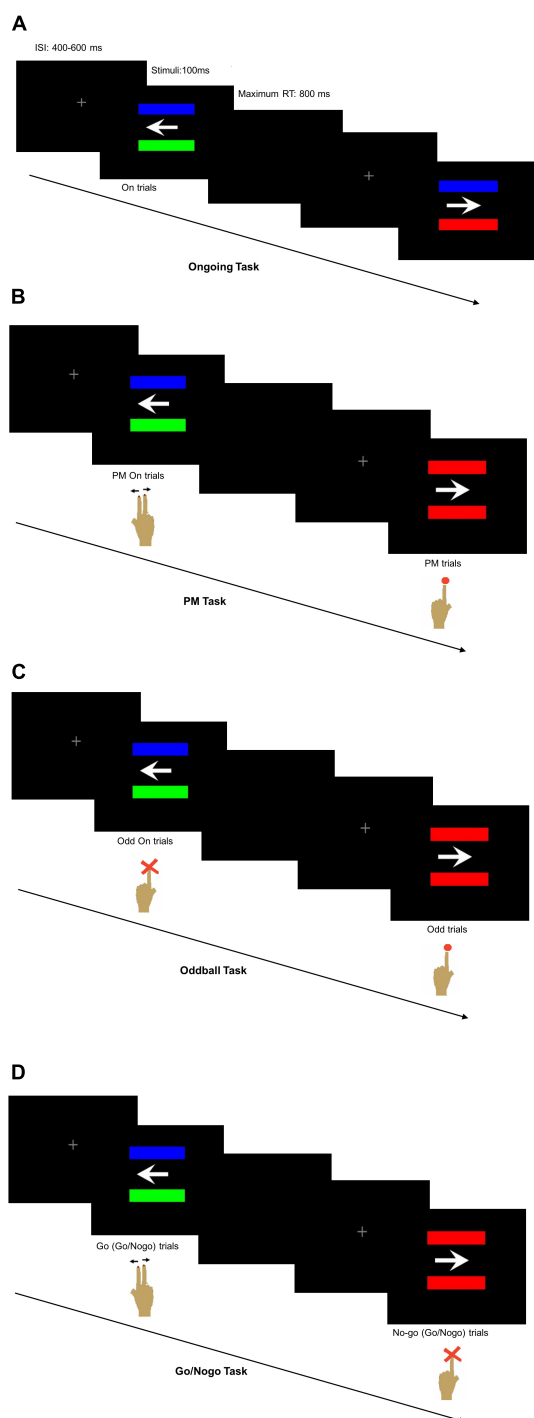 A
ISI: 400-600 ms
Stimuli:100ms
Maximum RT: 800 ms
On trials
Ongoing Task
B
PM On trials
PM trials
PM Task
C
Odd On trials
Odd trials
Oddball Task
D
Go (Go/Nogo) trials
No-go (Go/Nogo) trials
Go/Nogo Task